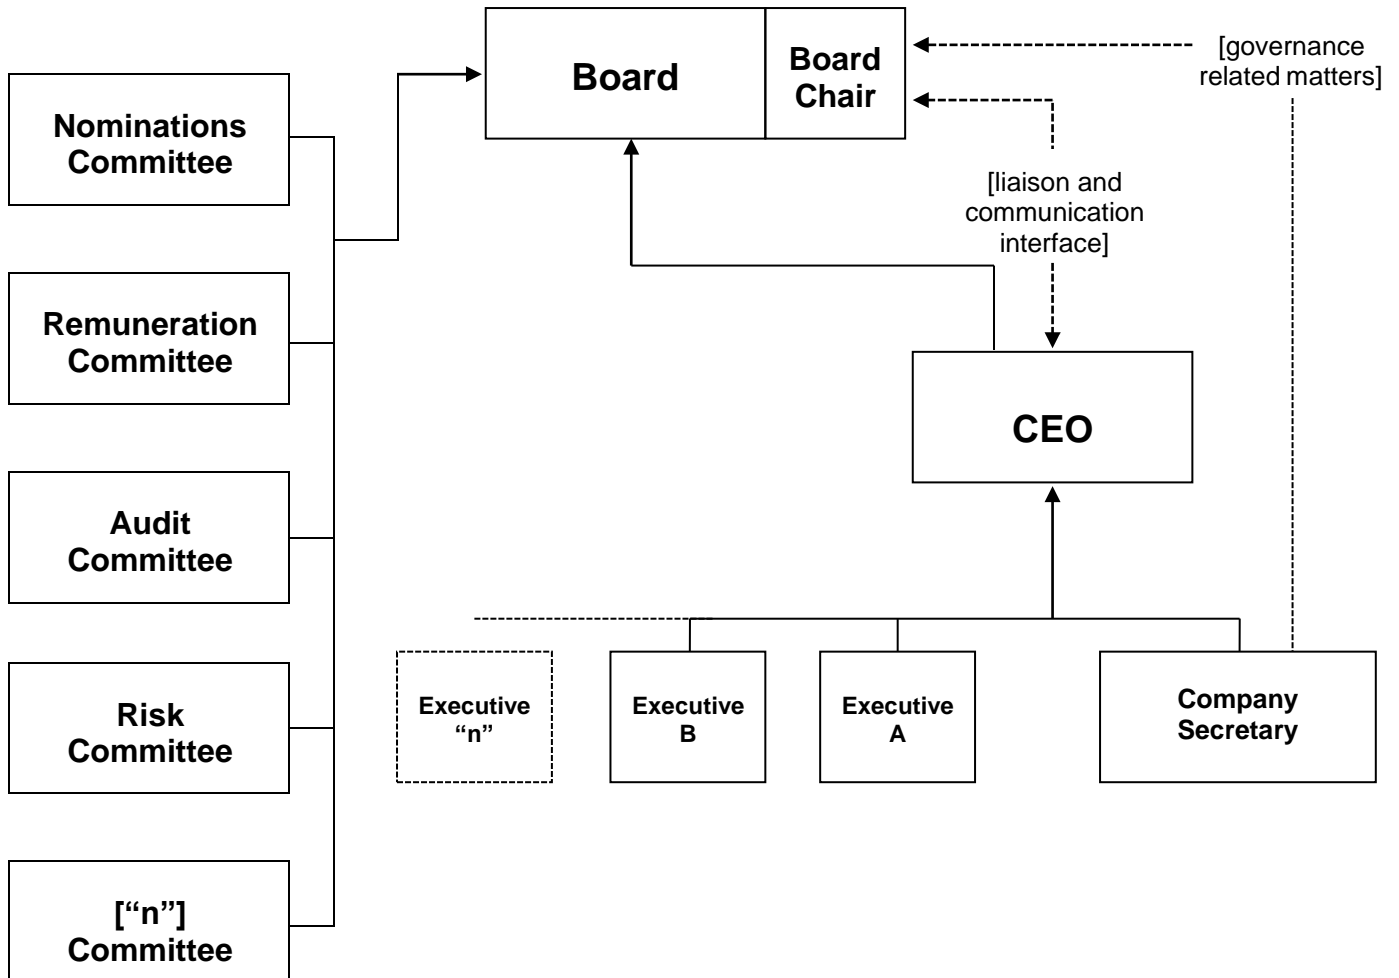 Board
Board
Chair
[governance
related matters]
Nominations
Committee
[liaison and
communication
interface]
Remuneration
Committee
CEO
Audit
Committee
Risk
Committee
Executive
“n”
Executive
B
Executive
A
Company
Secretary
[“n”]
Committee